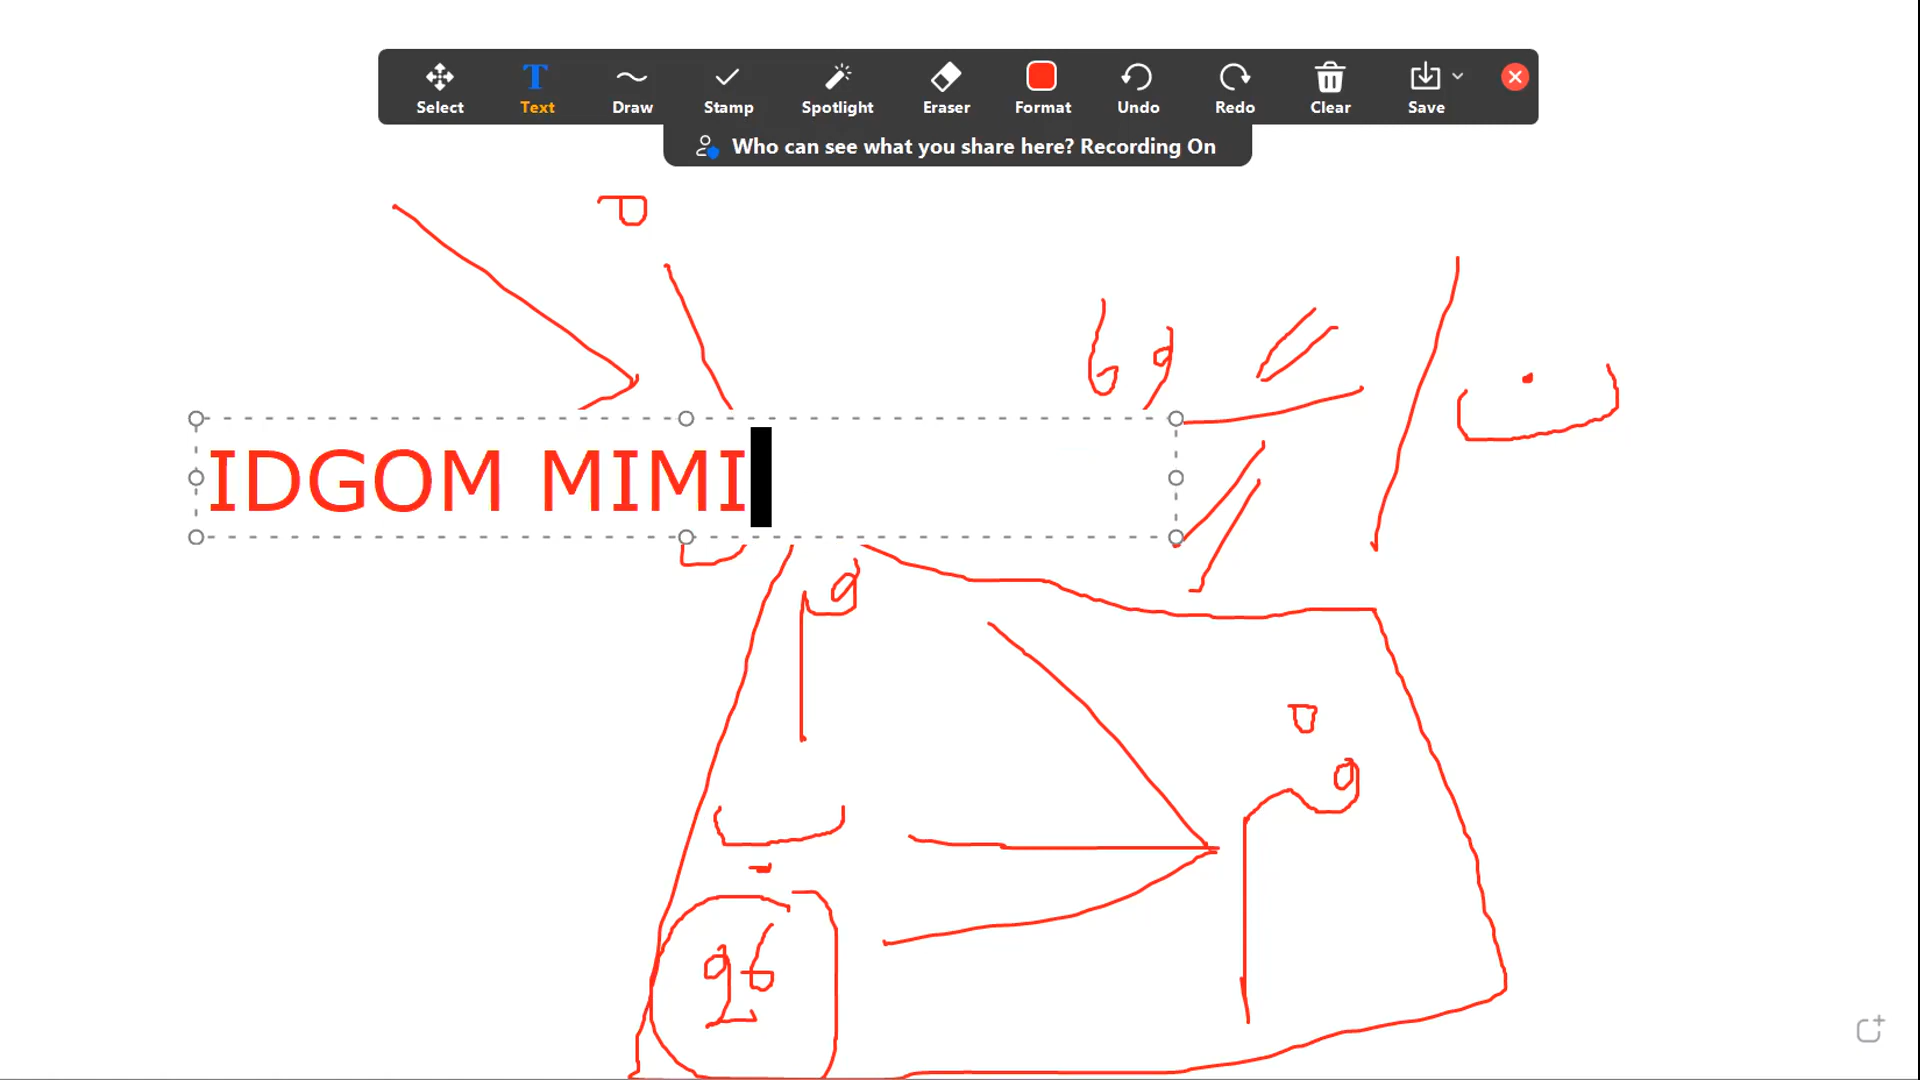 Select Text Draw Stamp Spotlight Eraser Format Undo Redo Clear Save
Who can see what you share here? Recording On
IDGOM MIMI
96